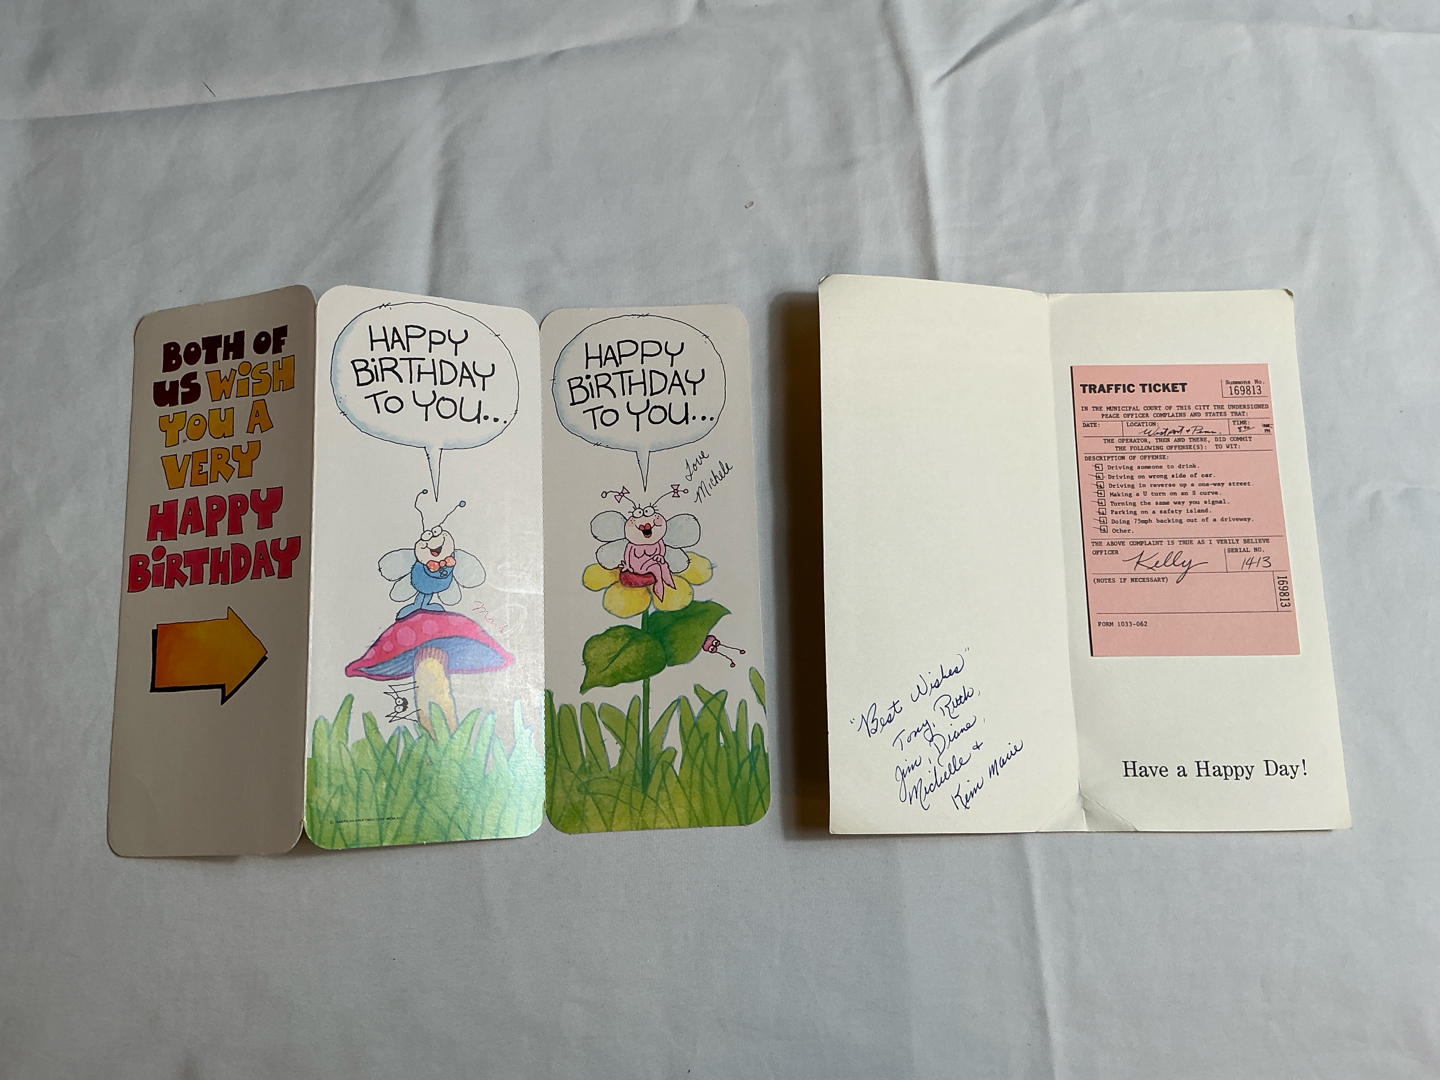 BOTH OF
US WISH
YOU A
VERY
HAPPY
BIRTHDAY
HAPPY
BIRTHDAY
TO YOU...
HAPPY
BIRTHDAY
TO YOU...
Love
Michele
TRAFFIC TICKET
Summons No.
169813
IN THE MUNICIPAL COURT OF THIS CITY THE UNDERSIGNED
PEACE OFFICER COMPLAINS AND STATES THAT:
DATE: LOCATION: TIME:
THE OPERATOR, THEN AND THERE, DID COMMIT
THE FOLLOWING OFFENSE(S): TO WIT:
DESCRIPTION OF OFFENSE:
Driving someone to drink.
Driving on wrong side of car.
Driving in reverse up a one-way street.
Making a U turn on an S curve.
Turning the same way you signal.
Parking on a safety island.
Doing 75mph backing out of a driveway.
Other.
THE ABOVE COMPLAINT IS TRUE AS I VERILY BELIEVE
OFFICER Kelly SERIAL NO. 1413
(NOTES IF NECESSARY)
169813
FORM 1033-062
"Best Wishes"
Tony, Ruth,
Jim, Diane,
Michelle +
Kim Marie
Have a Happy Day!